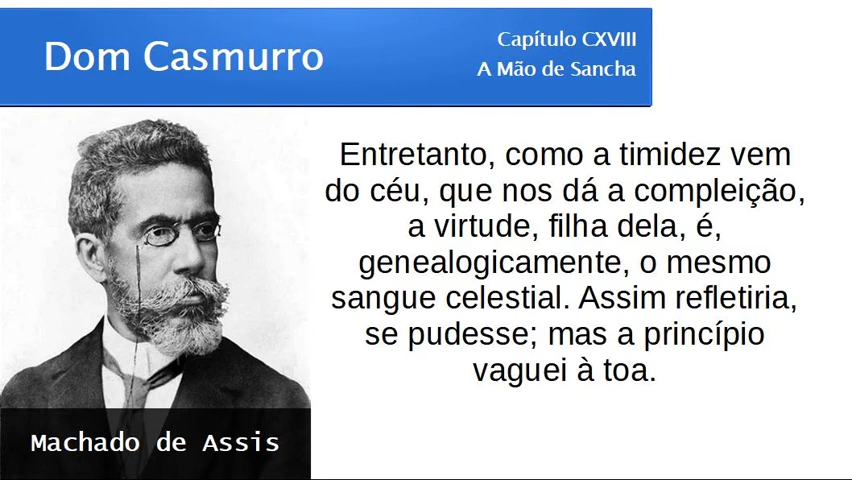 Dom Casmurro
Capítulo CXVIII
A Mão de Sancha
Entretanto, como a timidez vem
do céu, que nos dá a compleição,
a virtude, filha dela, é,
genealogicamente, o mesmo
sangue celestial. Assim refletiria,
se pudesse; mas a princípio
vaguei à toa.
Machado de Assis